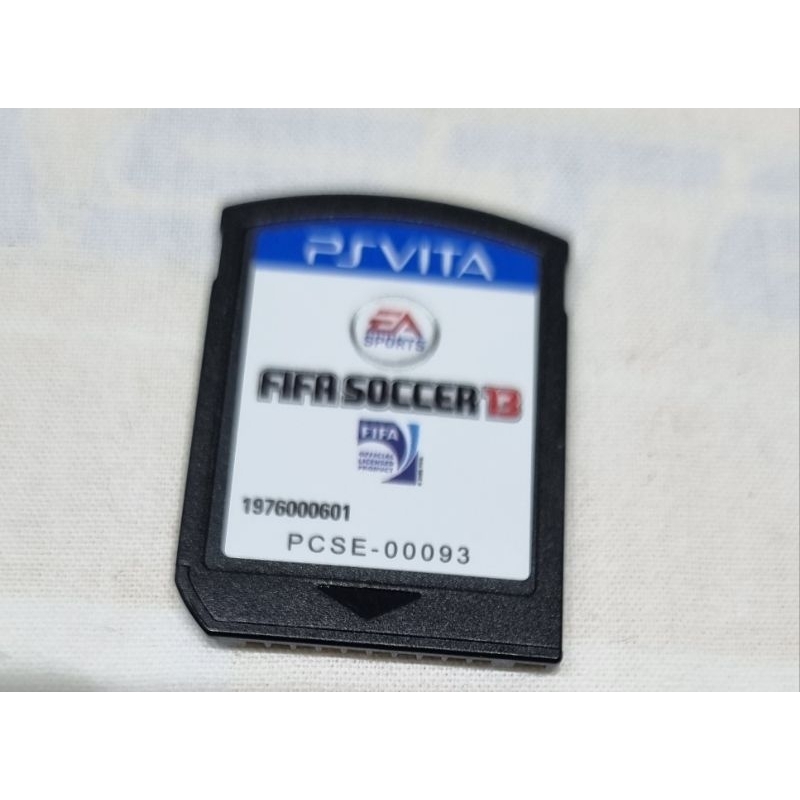 PSVITA
EA
SPORTS
FIFA SOCCER 13
FIFA
OFFICIAL
LICENSED
PRODUCT
1976000601
PCSE-00093